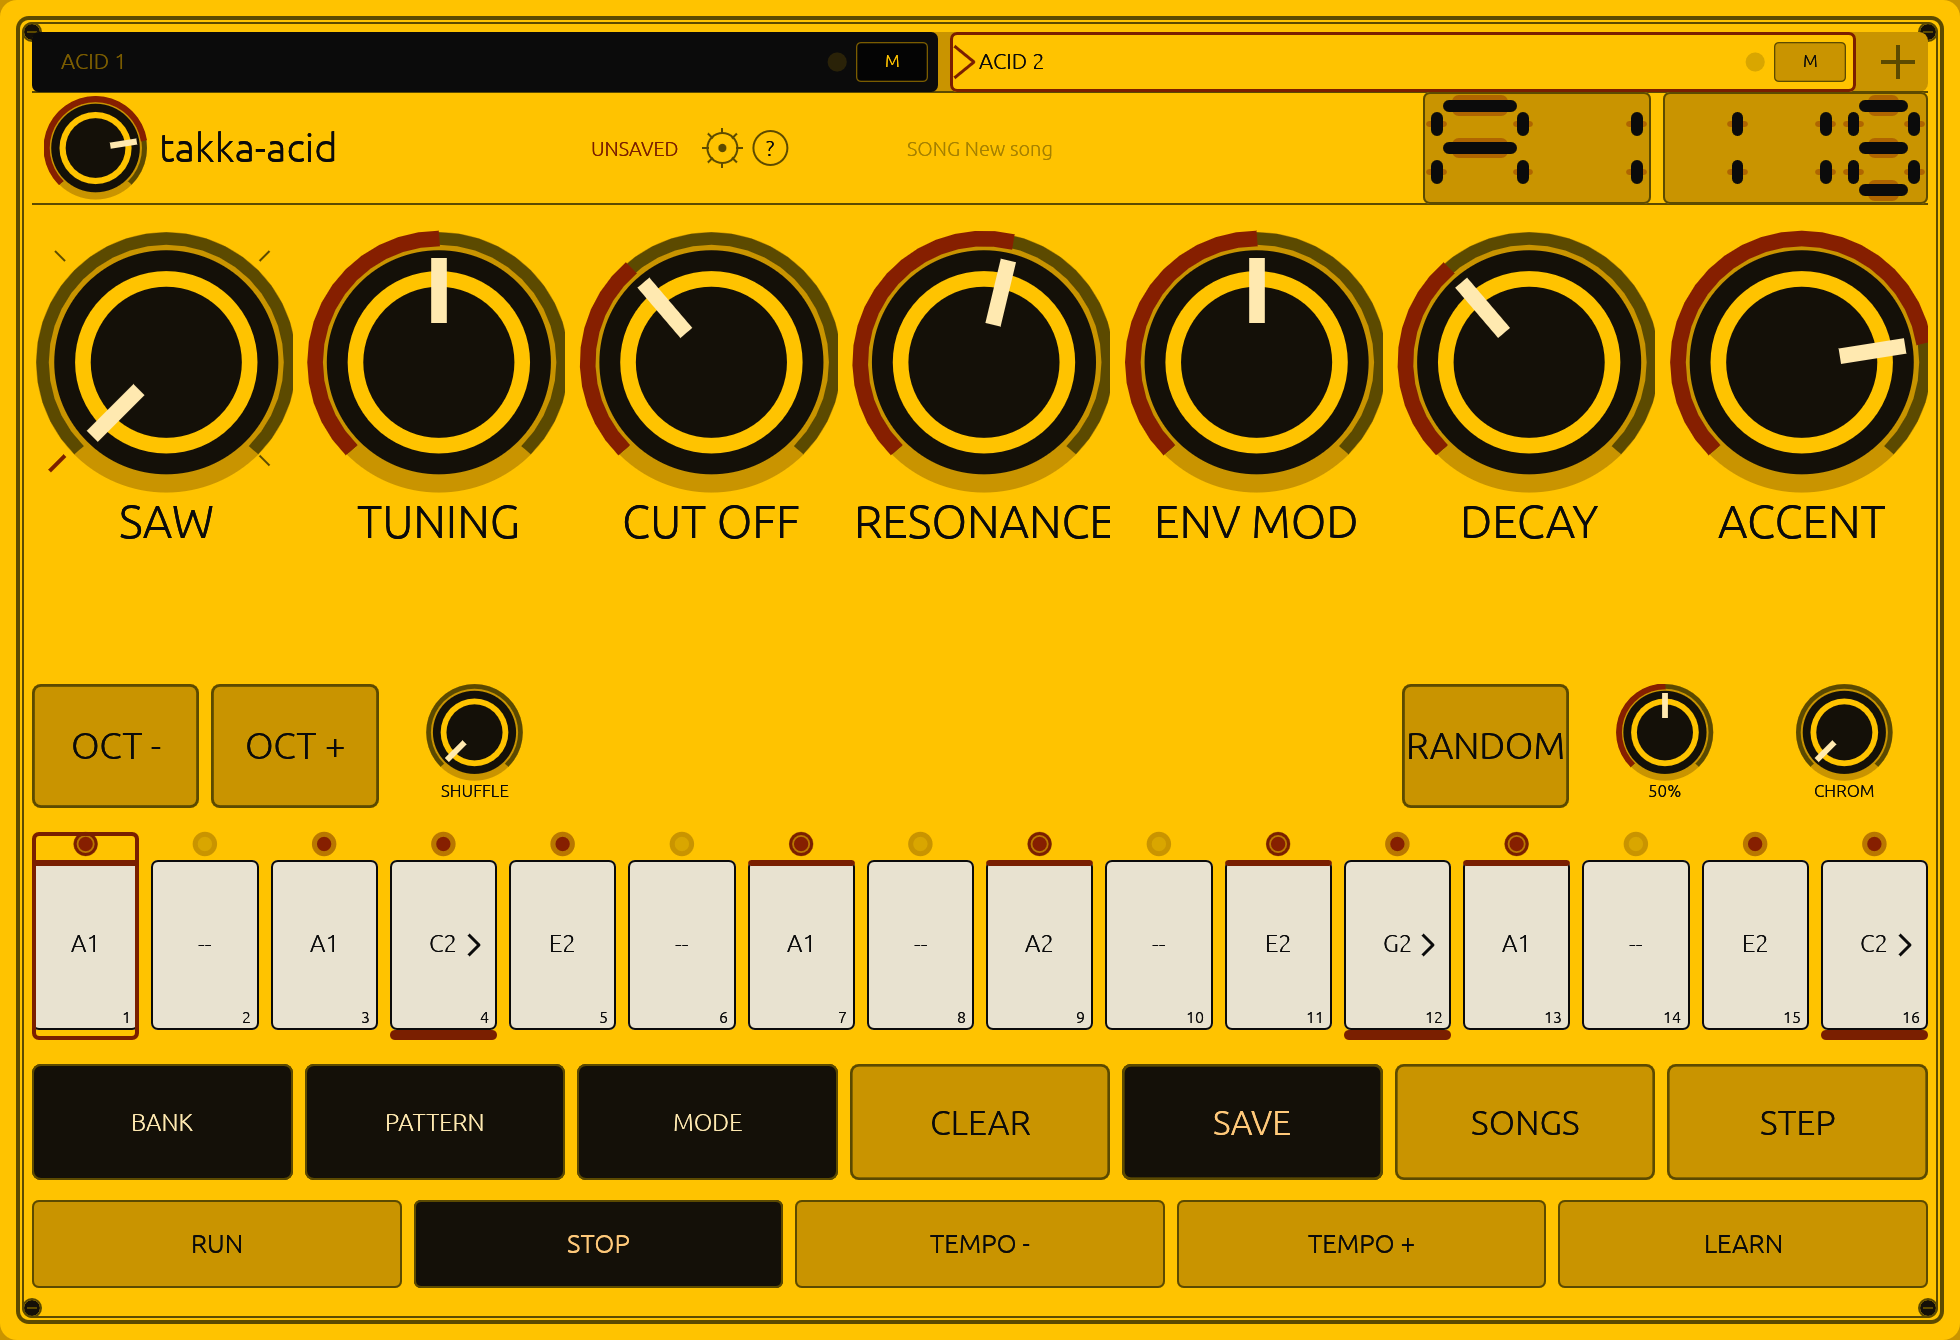 ACID 1
M
ACID 2
M
takka-acid
UNSAVED
?
SONG New song
SAW
TUNING
CUT OFF
RESONANCE
ENV MOD
DECAY
ACCENT
OCT -
OCT +
SHUFFLE
RANDOM
50%
CHROM
A1
1
--
2
A1
3
C2
4
E2
5
--
6
A1
7
--
8
A2
9
--
10
E2
11
G2
12
A1
13
--
14
E2
15
C2
16
BANK
PATTERN
MODE
CLEAR
SAVE
SONGS
STEP
RUN
STOP
TEMPO -
TEMPO +
LEARN